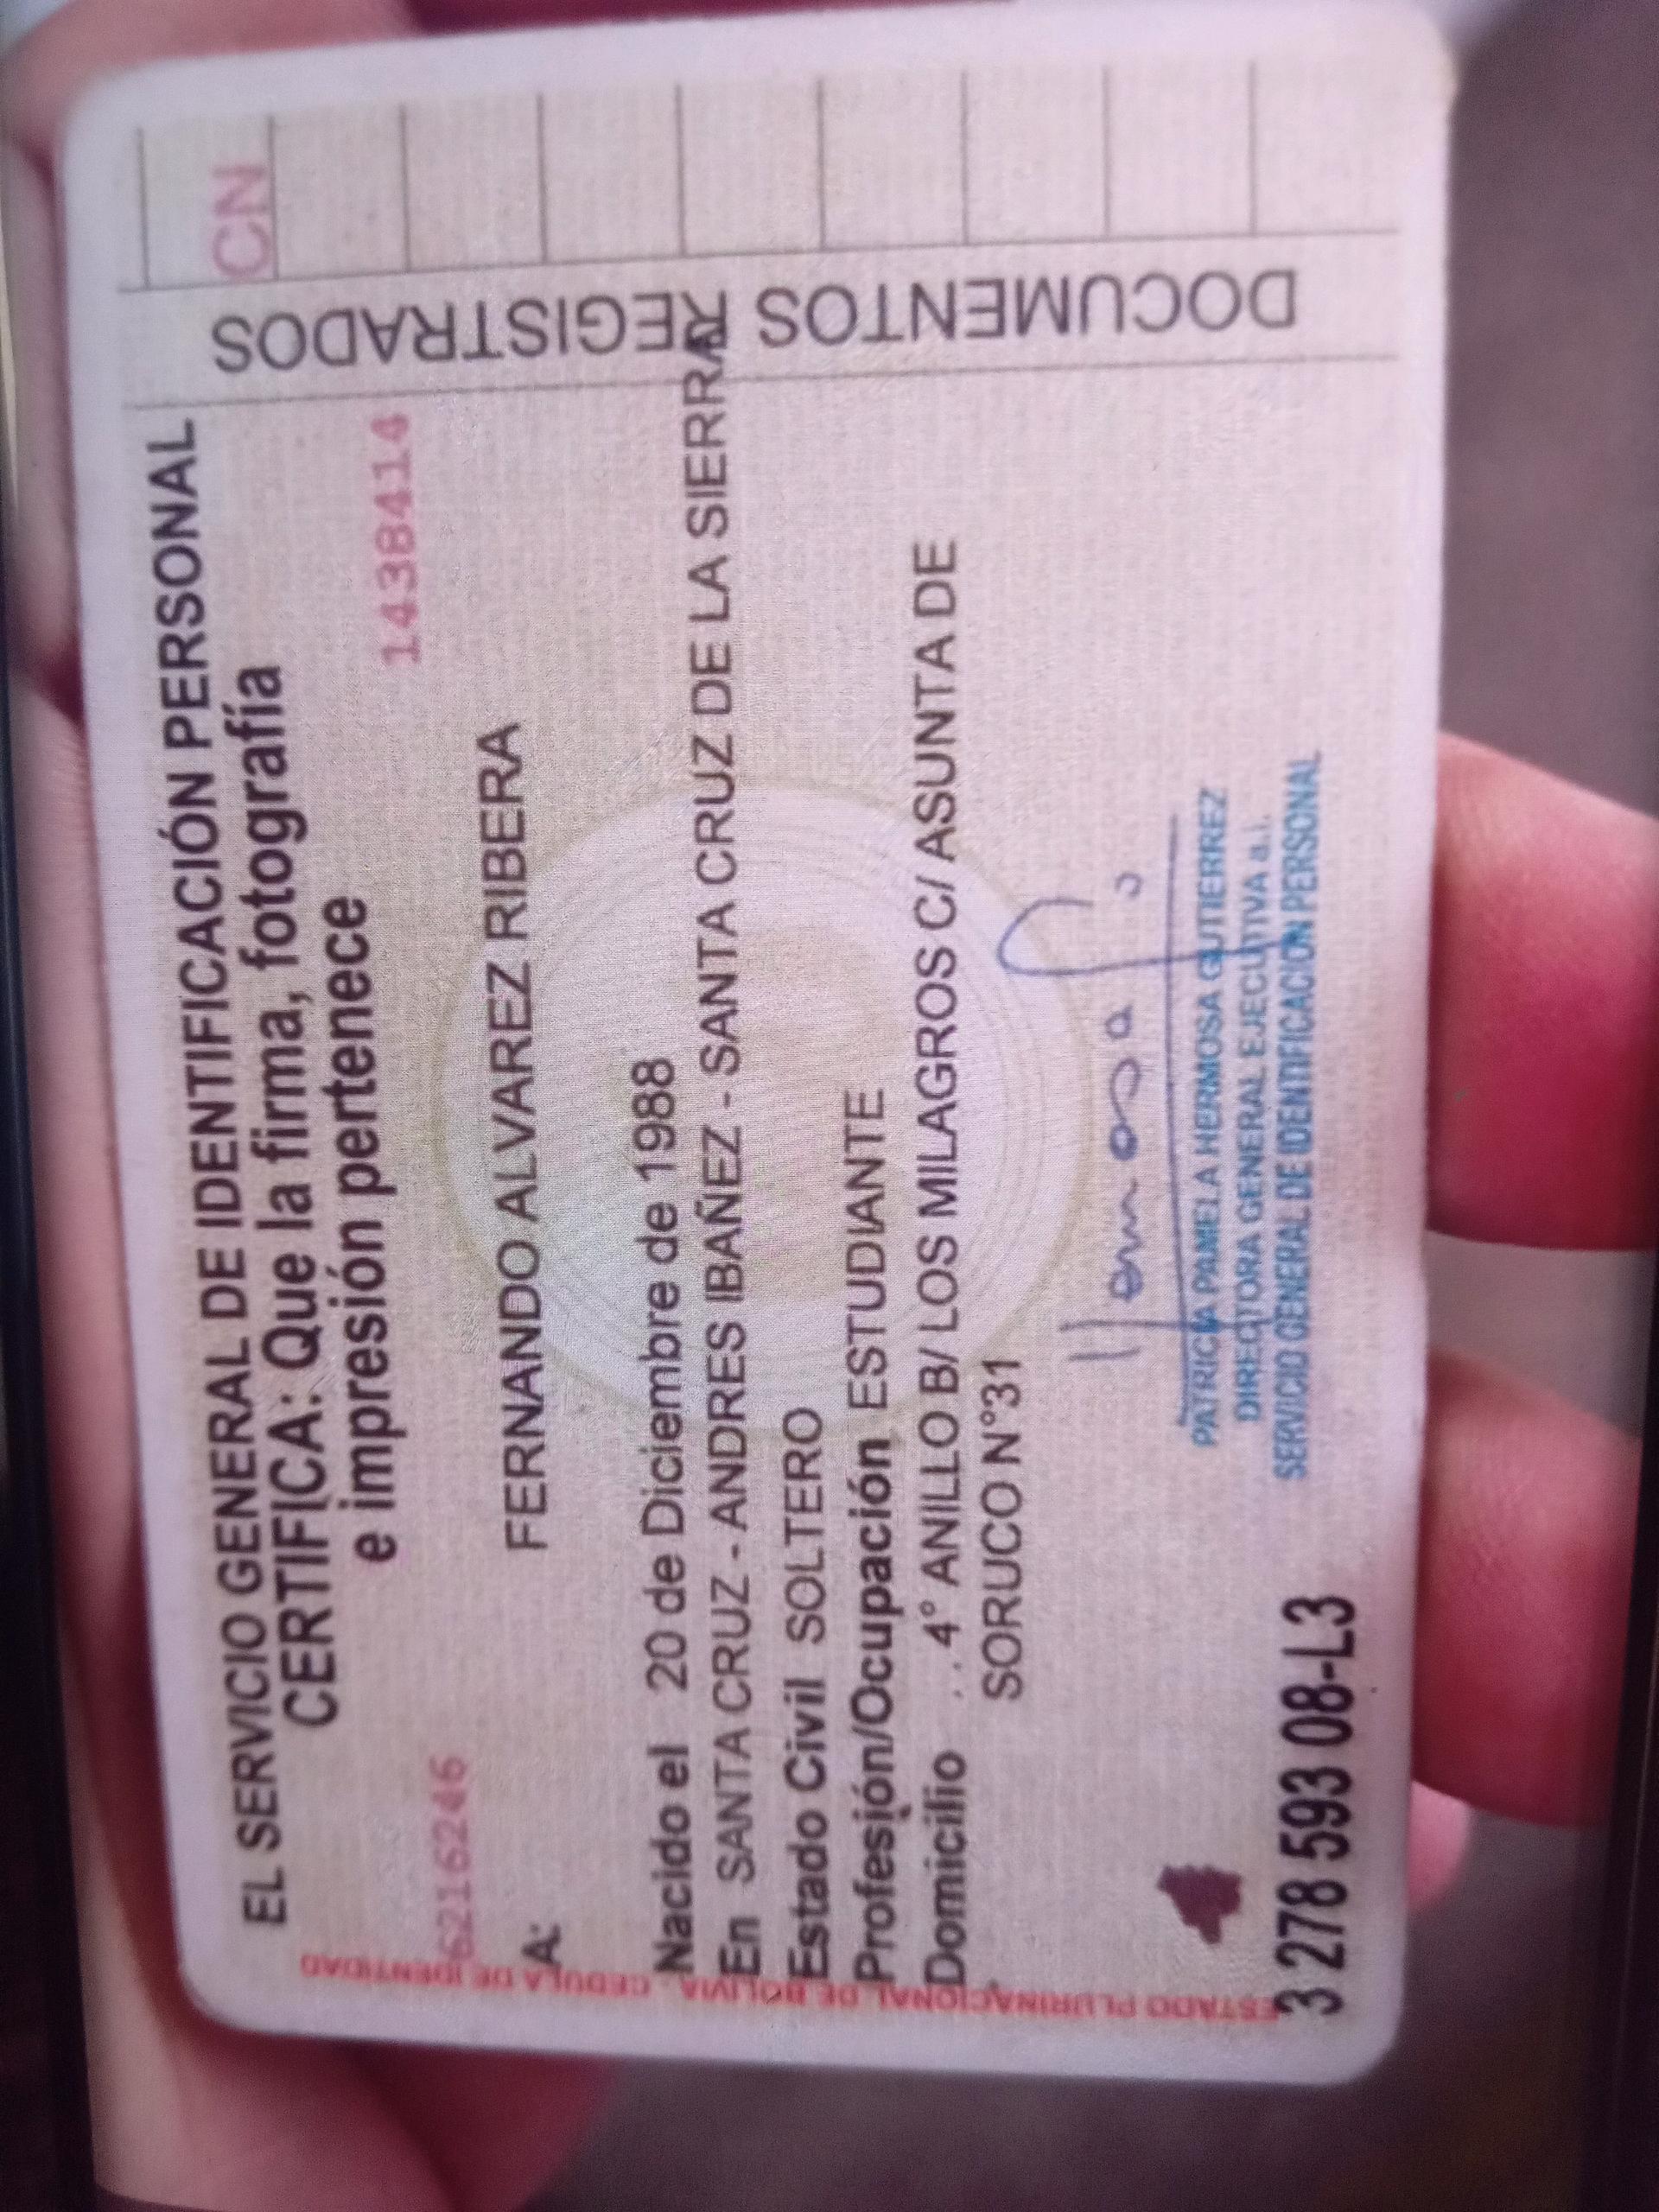 EL SERVICIO GENERAL DE IDENTIFICACIÓN PERSONAL
CERTIFICA: Que la firma, fotografía
e impresión pertenece
6216246
14388414
A:
FERNANDO ALVAREZ RIBERA
Nacido el 20 de Diciembre de 1988
En SANTA CRUZ - ANDRES IBAÑEZ - SANTA CRUZ DE LA SIERRA
Estado Civil SOLTERO
Profesión/Ocupación ESTUDIANTE
Domicilio ..4° ANILLO B/ LOS MILAGROS C/ ASUNTA DE
SORUCO N°31
PATRICIA PAMELA HERMOSA GUTIERREZ
DIRECTORA GENERAL EJECUTIVA a.i.
SERVICIO GENERAL DE IDENTIFICACIÓN PERSONAL
3 278 593 08-L3
ESTADO PLURINACIONAL DE BOLIVIA - CEDULA DE IDENTIDAD
DOCUMENTOS REGISTRADOS
CN